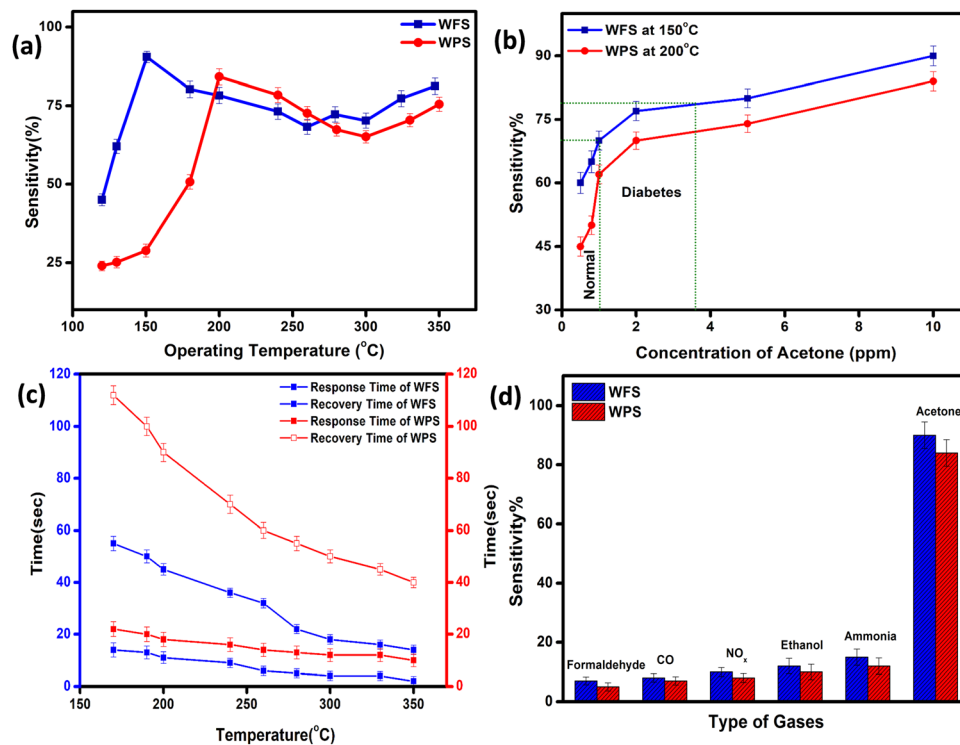 (a)
WFS
WPS
100
75
50
25
Sensitivity(%)
100 150 200 250 300 350
Operating Temperature (°C)
(b)
WFS at 150°C
WPS at 200°C
90
75
60
45
30
Sensitivity%
Normal
Diabetes
0 2 4 6 8 10
Concentration of Acetone (ppm)
(c)
Response Time of WFS
Recovery Time of WFS
Response Time of WPS
Recovery Time of WPS
120 120
100 100
80 80
60 60
40 40
20 20
0 0
Time(sec)
Time(sec)
150 200 250 300 350
Temperature(°C)
(d)
WFS
WPS
100
80
60
40
20
0
Sensitivity%
Formaldehyde
CO
NOx
Ethanol
Ammonia
Acetone
Type of Gases